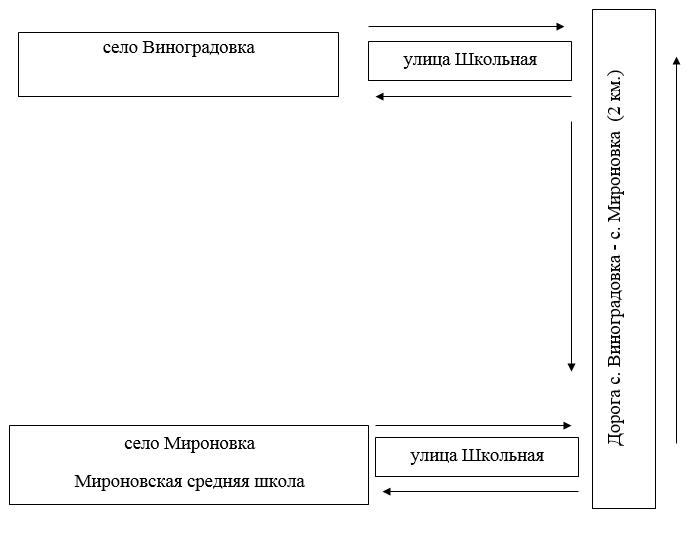 село Виноградовка
улица Школьная
Дорога с. Виноградовка - с. Мироновка (2 км.)
село Мироновка
Мироновская средняя школа
улица Школьная